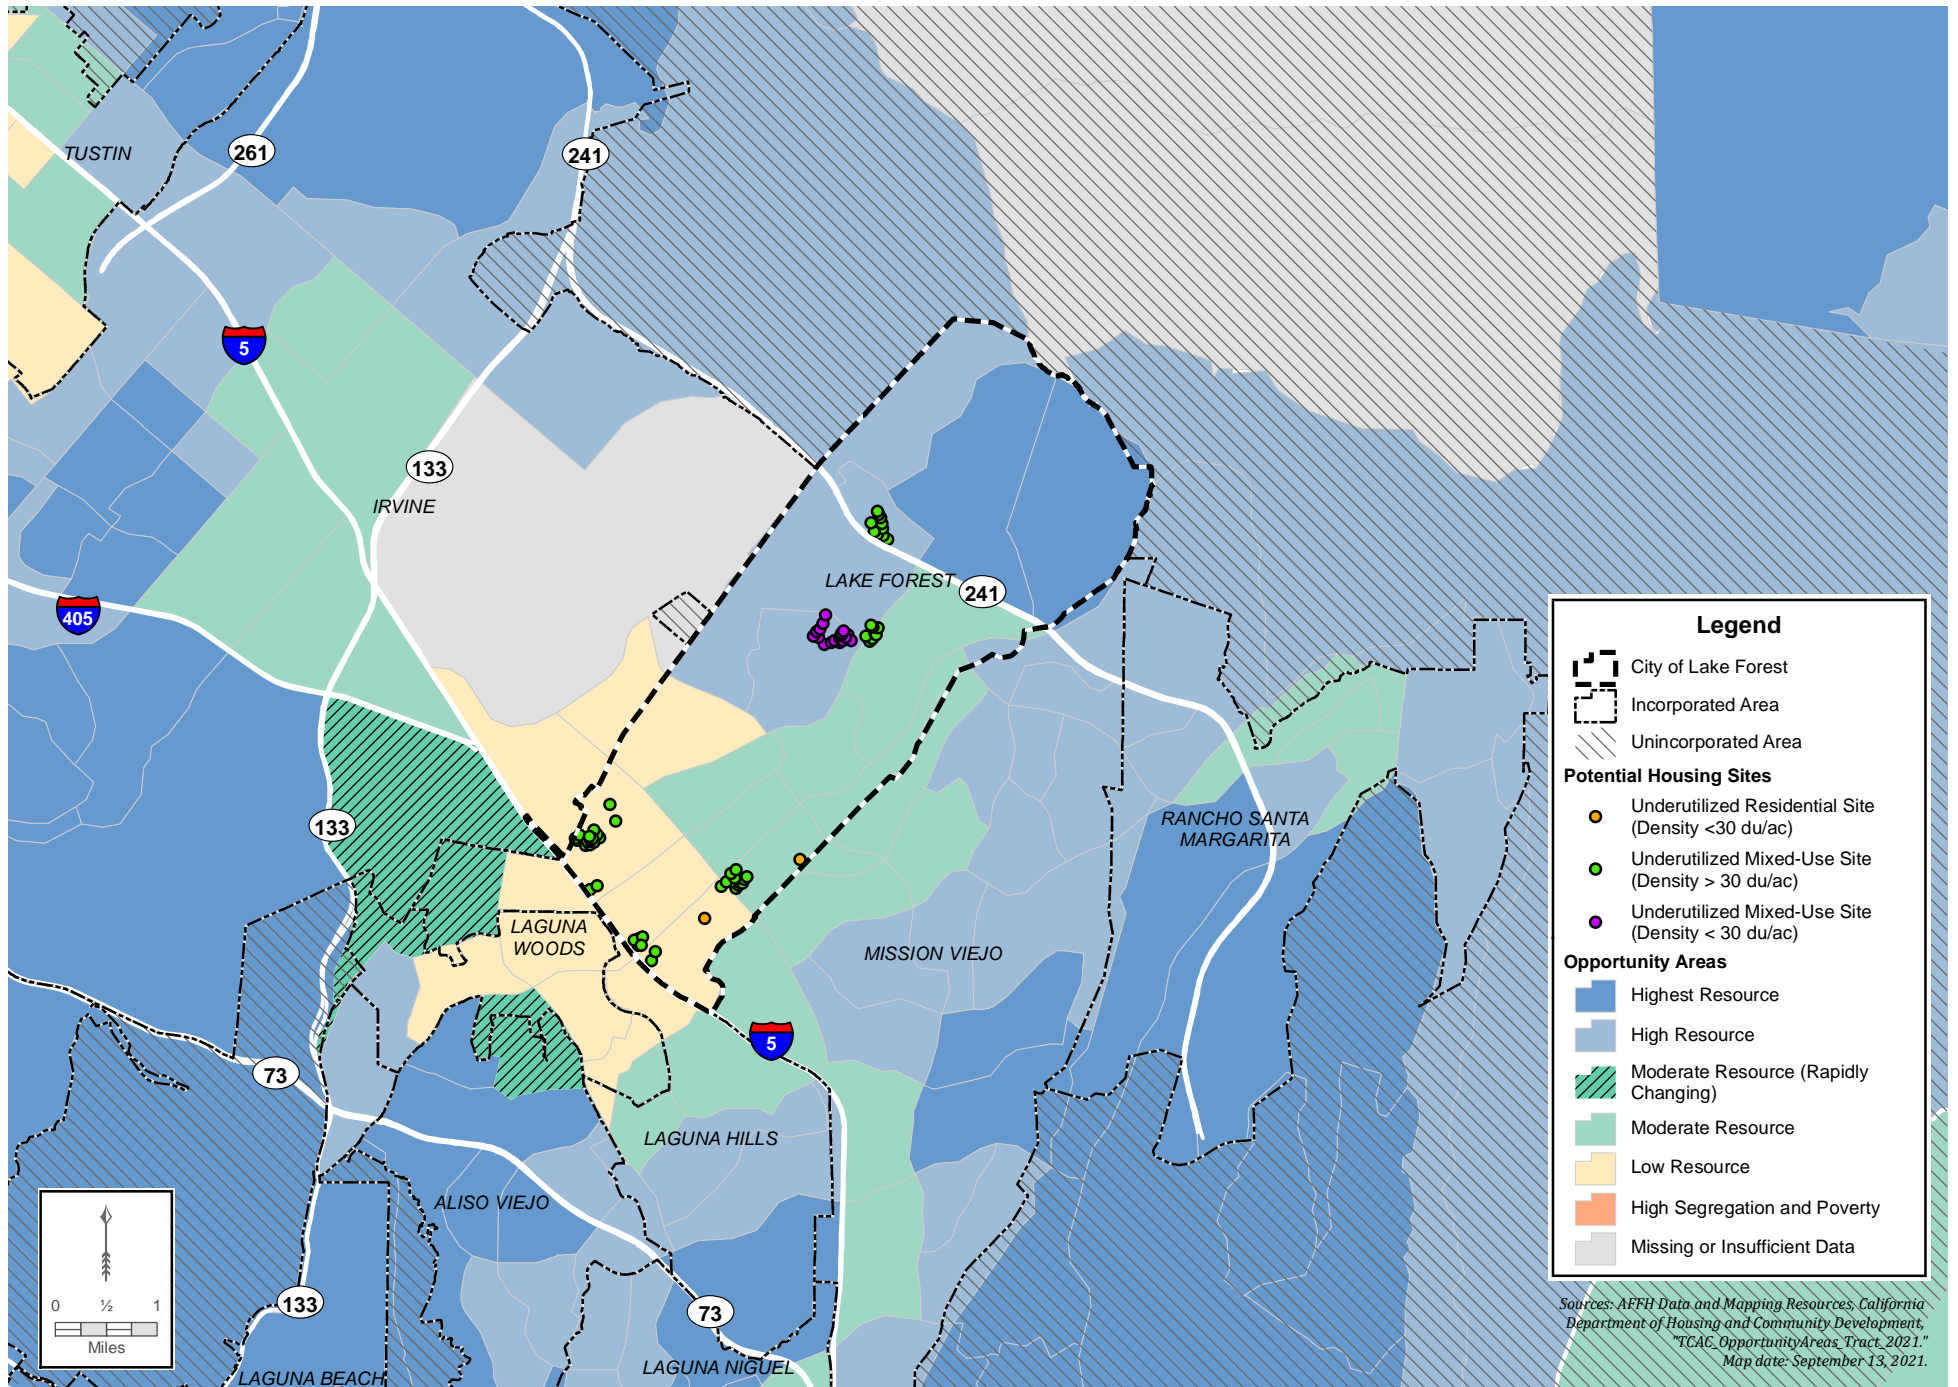 TUSTIN
261
241
5
133
IRVINE
405
LAKE FOREST
241
133
RANCHO SANTA
MARGARITA
LAGUNA
WOODS
MISSION VIEJO
5
73
LAGUNA HILLS
ALISO VIEJO
133
73
LAGUNA NIGUEL
LAGUNA BEACH
0 ½ 1
Miles
Legend
City of Lake Forest
Incorporated Area
Unincorporated Area
Potential Housing Sites
Underutilized Residential Site
(Density <30 du/ac)
Underutilized Mixed-Use Site
(Density > 30 du/ac)
Underutilized Mixed-Use Site
(Density < 30 du/ac)
Opportunity Areas
Highest Resource
High Resource
Moderate Resource (Rapidly
Changing)
Moderate Resource
Low Resource
High Segregation and Poverty
Missing or Insufficient Data
Sources: AFFH Data and Mapping Resources, California
Department of Housing and Community Development,
"TCAC_OpportunityAreas_Tract_2021."
Map date: September 13, 2021.